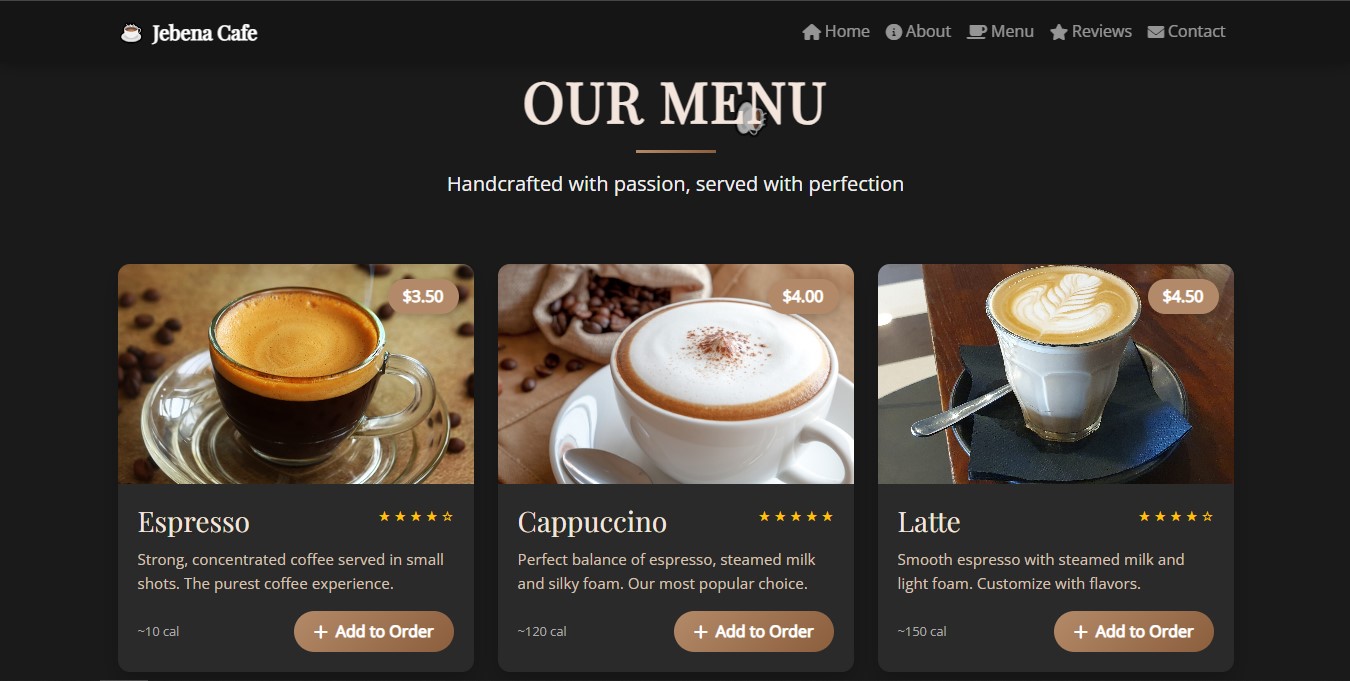 Jebena Cafe
Home About Menu Reviews Contact
OUR MENU
Handcrafted with passion, served with perfection
$3.50
$4.00
$4.50
Espresso
Strong, concentrated coffee served in small
shots. The purest coffee experience.
~10 cal
+ Add to Order
Cappuccino
Perfect balance of espresso, steamed milk
and silky foam. Our most popular choice.
~120 cal
+ Add to Order
Latte
Smooth espresso with steamed milk and
light foam. Customize with flavors.
~150 cal
+ Add to Order